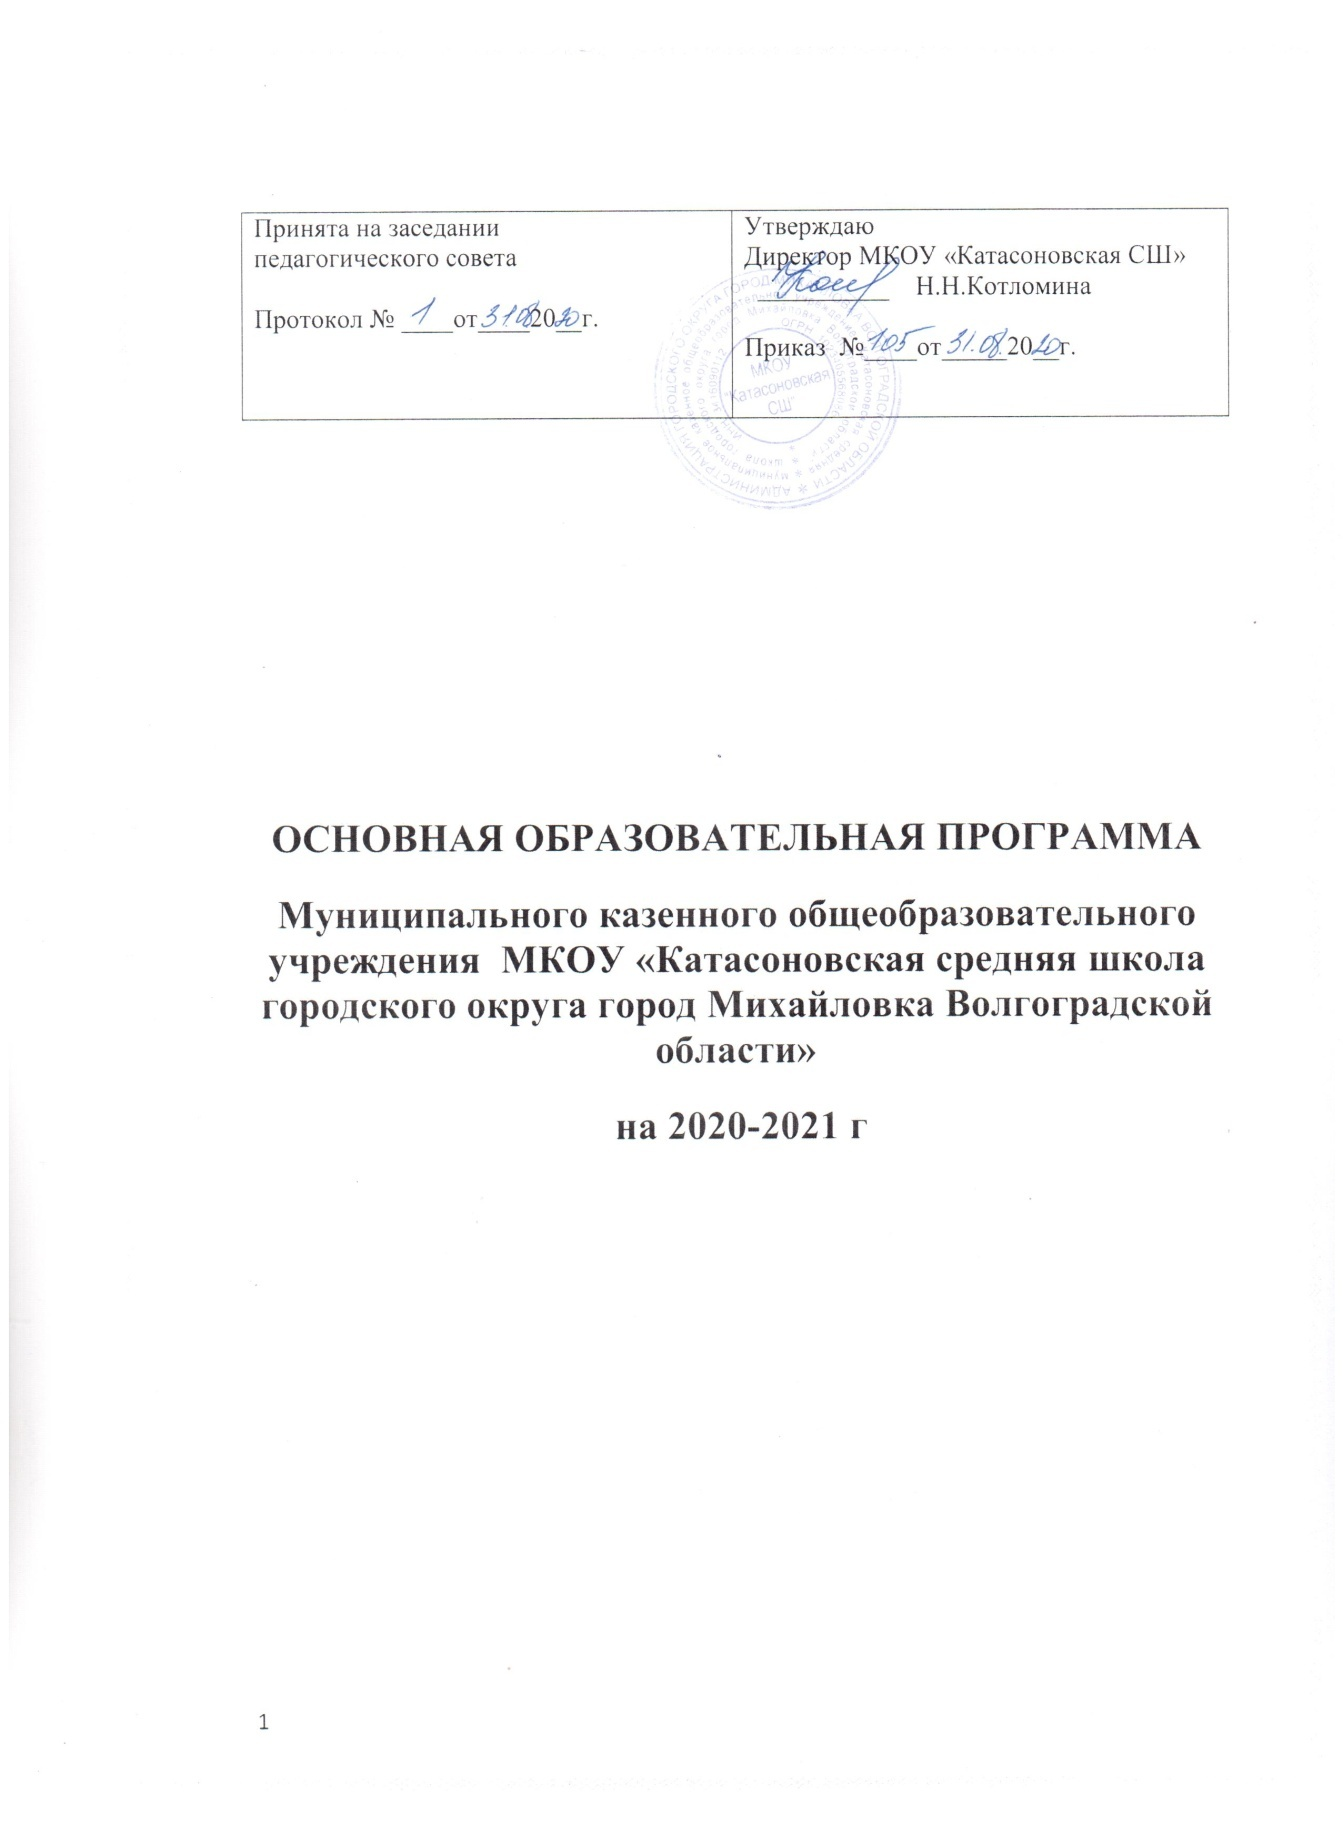 Принята на заседании
педагогического совета
Протокол № 1 от 31.08 2020 г.
Утверждаю
Директор МКОУ «Катасоновская СШ»
Н.Н.Котломина
Приказ № 105 от 31.08 2020 г.
МКОУ
"Катасоновская
СШ"
ОСНОВНАЯ ОБРАЗОВАТЕЛЬНАЯ ПРОГРАММА
Муниципального казенного общеобразовательного
учреждения МКОУ «Катасоновская средняя школа
городского округа город Михайловка Волгоградской
области»
на 2020-2021 г
1